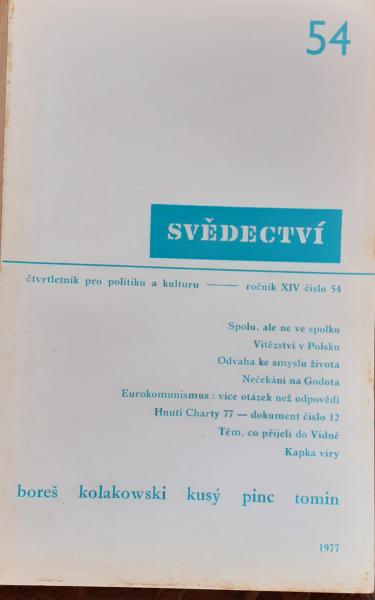 54
SVĚDECTVÍ
čtvrtletník pro politiku a kulturu —— ročník XIV číslo 54
Spolu, ale ne ve spolku
Vítězství v Polsku
Odvaha ke smyslu života
Nečekání na Godota
Eurokomunismus : více otázek než odpovědí
Hnutí Charty 77 — dokument číslo 12
Těm, co přijeli do Vídně
Kapka víry
boreš kolakowski kusý pinc tomin
1977